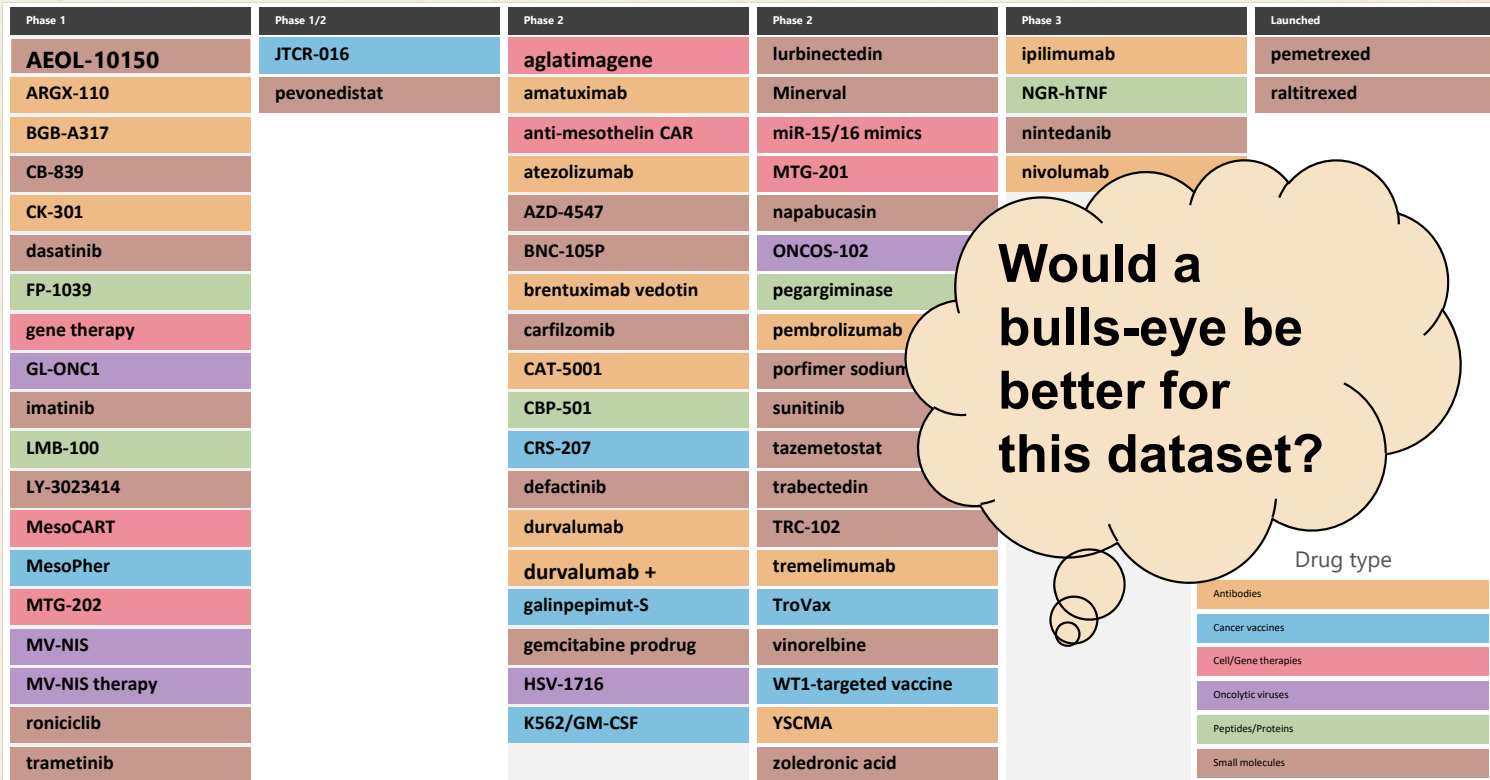 Phase 1
AEOL-10150
ARGX-110
BGB-A317
CB-839
CK-301
dasatinib
FP-1039
gene therapy
GL-ONC1
imatinib
LMB-100
LY-3023414
MesoCART
MesoPher
MTG-202
MV-NIS
MV-NIS therapy
roniciclib
trametinib
Phase 1/2
JTCR-016
pevonedistat
Phase 2
aglatimagene
amatuximab
anti-mesothelin CAR
atezolizumab
AZD-4547
BNC-105P
brentuximab vedotin
carfilzomib
CAT-5001
CBP-501
CRS-207
defactinib
durvalumab
durvalumab +
galinpepimut-S
gemcitabine prodrug
HSV-1716
K562/GM-CSF
Phase 2
lurbinectedin
Minerval
miR-15/16 mimics
MTG-201
napabucasin
ONCOS-102
pegargiminase
pembrolizumab
porfimer sodium
sunitinib
tazemetostat
trabectedin
TRC-102
tremelimumab
TroVax
vinorelbine
WT1-targeted vaccine
YSCMA
zoledronic acid
Phase 3
ipilimumab
NGR-hTNF
nintedanib
nivolumab
Launched
pemetrexed
raltitrexed
Would a
bulls-eye be
better for
this dataset?
Drug type
Antibodies
Cancer vaccines
Cell/Gene therapies
Oncolytic viruses
Peptides/Proteins
Small molecules